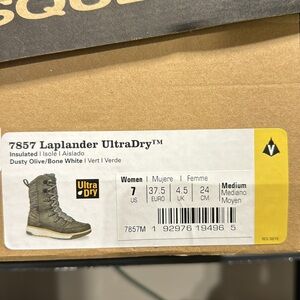 7857 Laplander UltraDry™
Insulated | Isolé | Aislado
Dusty Olive/Bone White | Vert | Verde
Ultra
Dry
Women | Mujere | Femme
7 37.5 4.5 24
US EURO UK CM
Medium
Mediano
Moyen
7857M 1 92976 19496 5